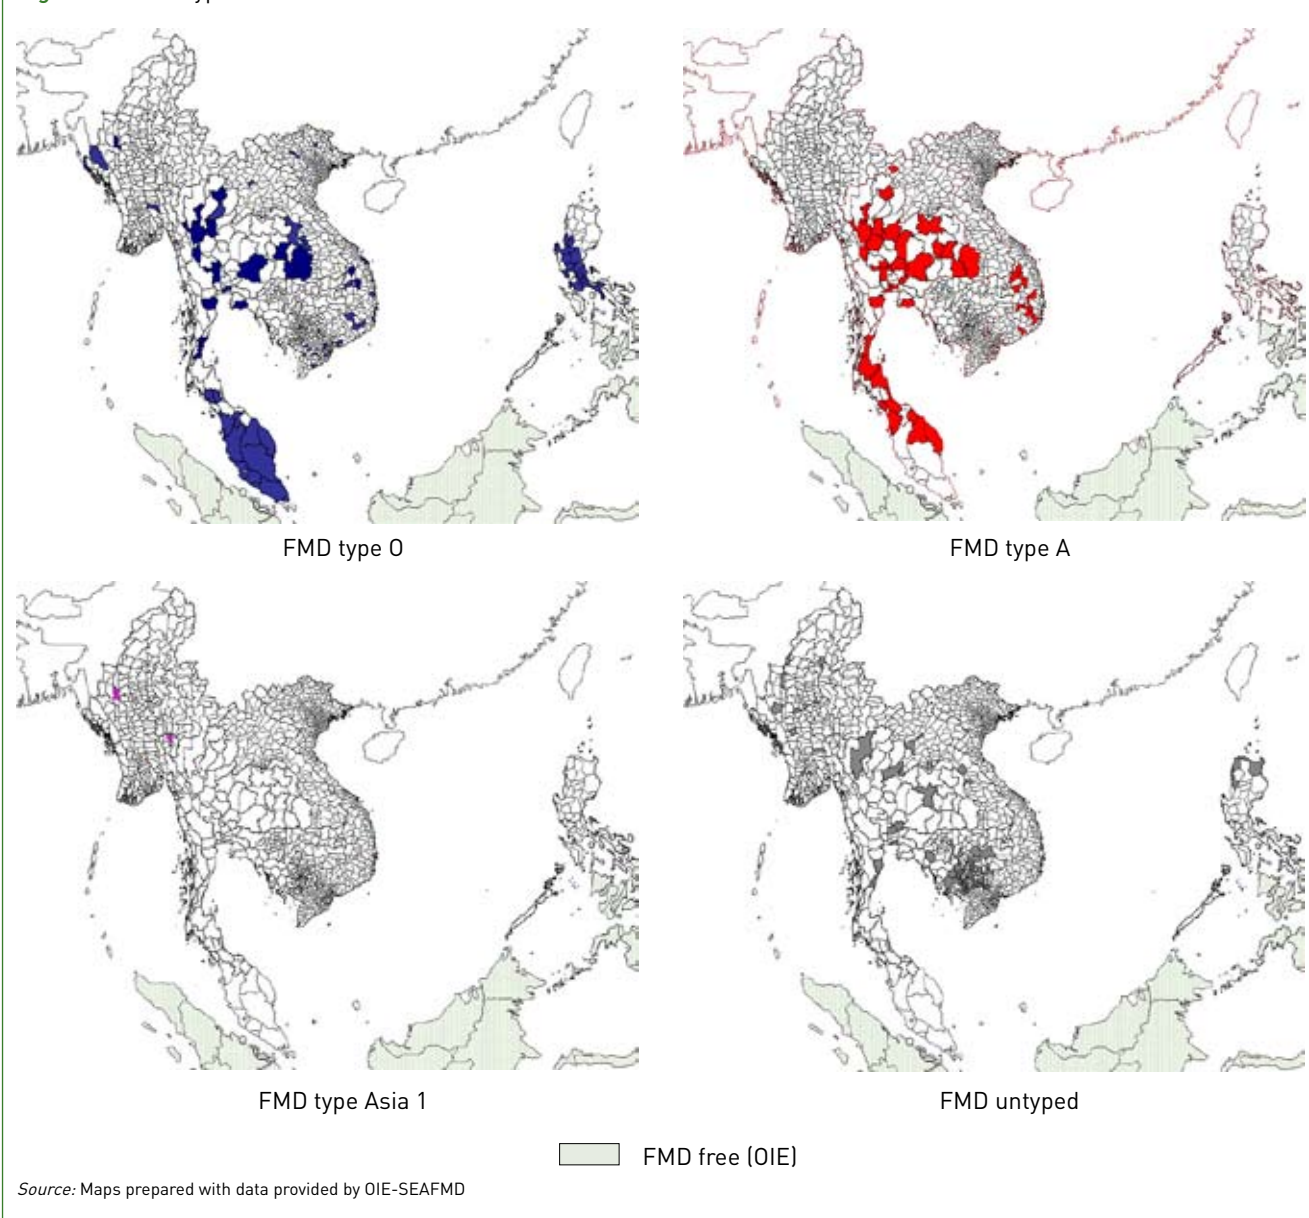 FMD type O
FMD type A
FMD type Asia 1
FMD untyped
FMD free (OIE)
Source: Maps prepared with data provided by OIE-SEAFMD